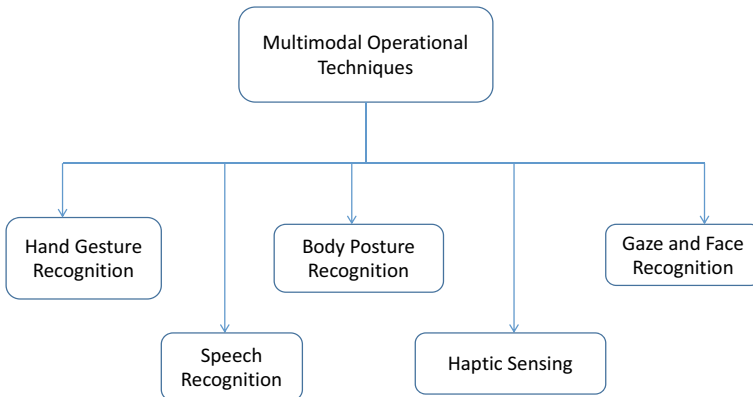 Multimodal Operational
Techniques
Hand Gesture
Recognition
Body Posture
Recognition
Gaze and Face
Recognition
Speech
Recognition
Haptic Sensing